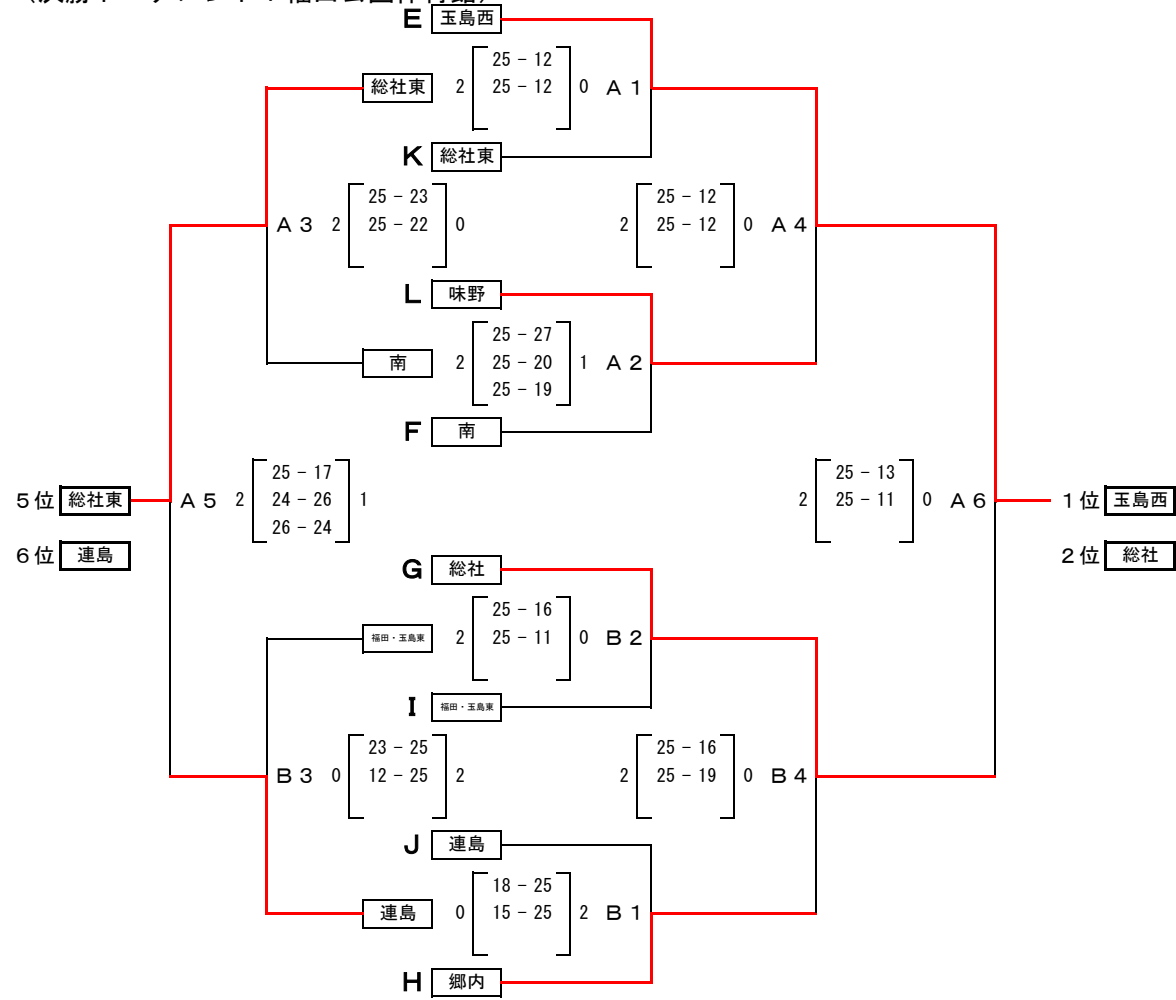 E 玉島西
25 − 12
総社東 2 25 − 12 0 A 1
K 総社東
25 − 23 25 − 12
A 3 2 25 − 22 0 2 25 − 12 0 A 4
L 味野
25 − 27
南 2 25 − 20 1 A 2
25 − 19
F 南
25 − 17 25 − 13
5位 総社東 A 5 2 24 − 26 1 2 25 − 11 0 A 6 1位 玉島西
26 − 24
6位 連島 2位 総社
G 総社
25 − 16
福田・玉島東 2 25 − 11 0 B 2
I 福田・玉島東
23 − 25 25 − 16
B 3 0 12 − 25 2 2 25 − 19 0 B 4
J 連島
18 − 25
連島 0 15 − 25 2 B 1
H 郷内